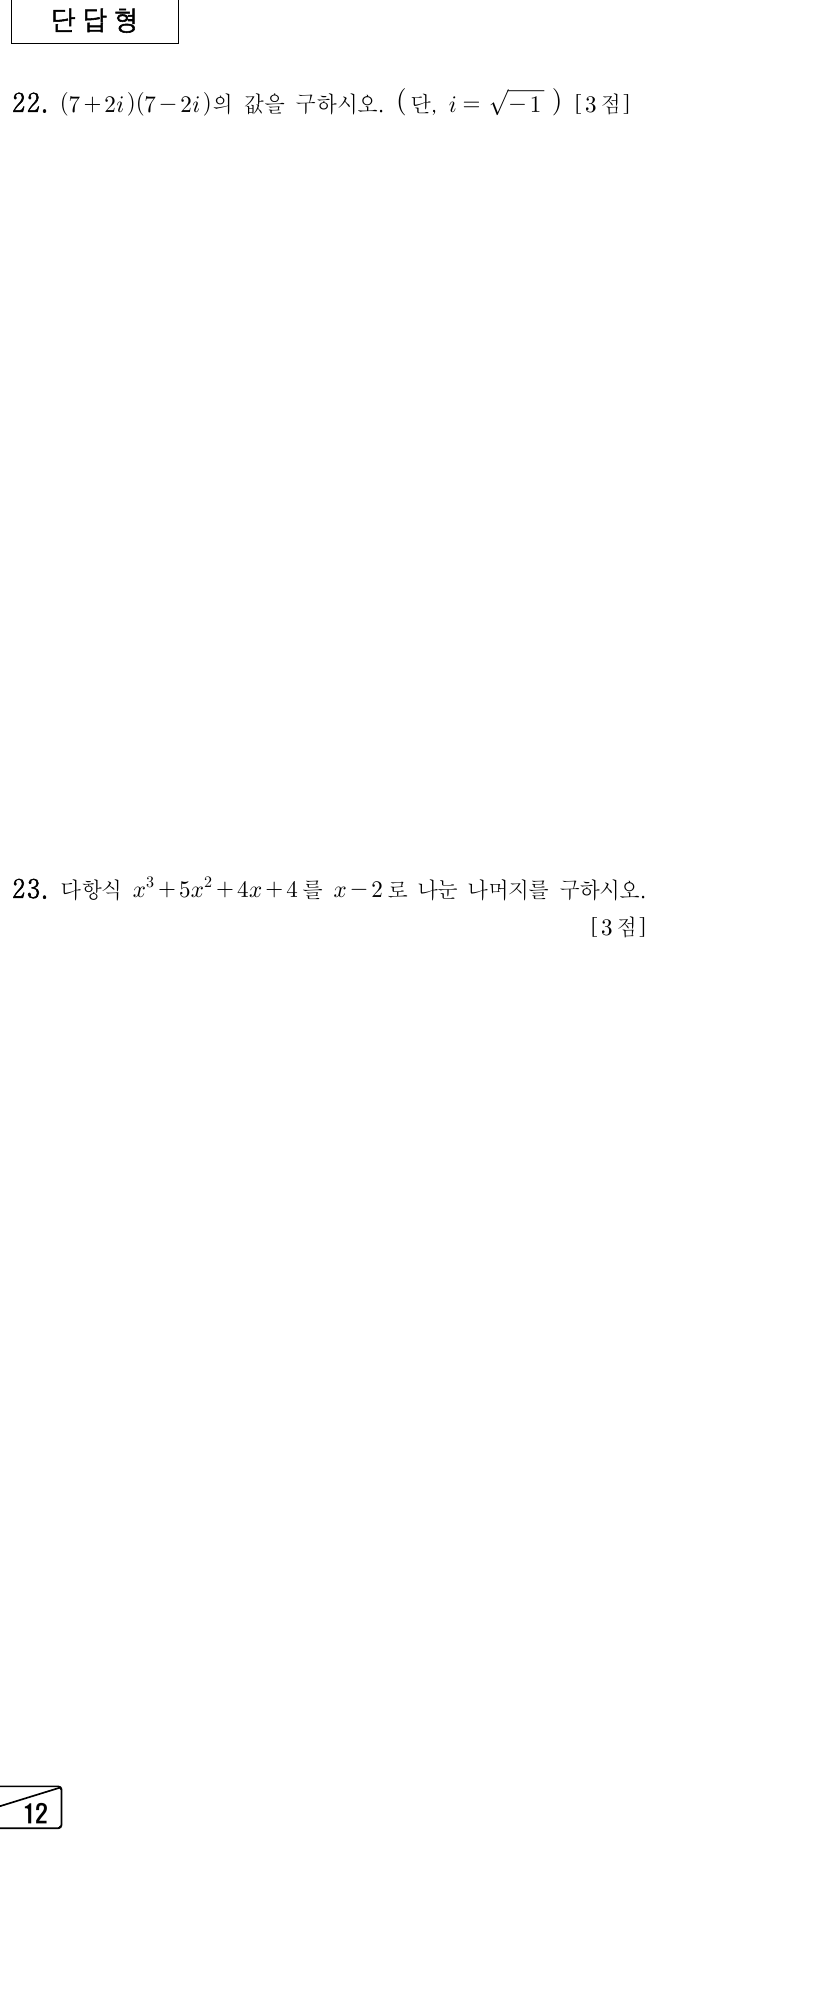 단답형
22. (7+2i)(7-2i)의 값을 구하시오. (단, i = √-1 ) [3점]
23. 다항식 x³+5x²+4x+4를 x-2로 나눈 나머지를 구하시오.
[3점]
12